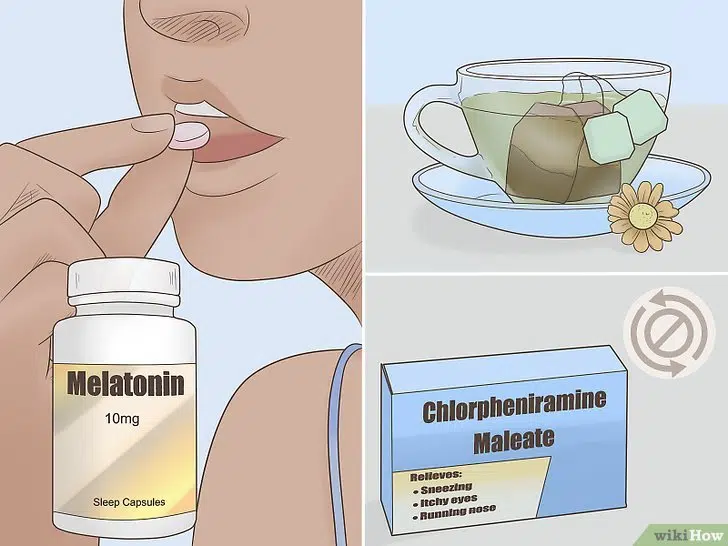 Melatonin
10mg
Sleep Capsules
Chlorpheniramine
Maleate
Relieves:
• Sneezing
• Itchy eyes
• Running nose
wikiHow